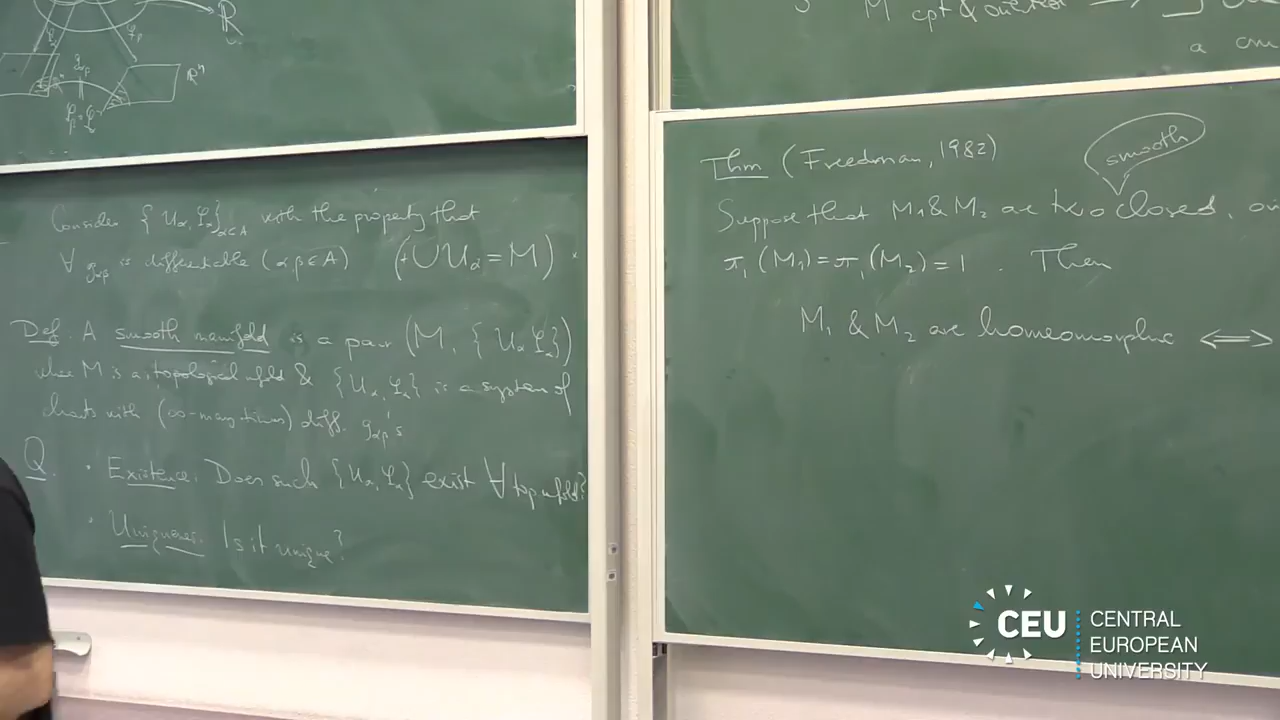 ℝ
ℝⁿ
Consider { U_α, φ_α }_{α∈A} with the property that
∀ g_{αβ} is differentiable (α,β∈A) (+∪U_α = M)
Def. A smooth manifold is a pair (M, { U_α, φ_α })
where M is a topological mfold & { U_α, φ_α } is a system of
charts with (∞-many times) diff. g_{αβ}'s
Q. • Existence. Does such { U_α, φ_α } exist ∀ top mfold?
• Uniqueness. Is it unique?
M cpt &
a
Thm (Freedman, 1982)
smooth
Suppose that M₁ & M₂ are two closed,
π₁(M₁) = π₁(M₂) = 1. Then
M₁ & M₂ are homeomorphic ⟺
CEU
CENTRAL
EUROPEAN
UNIVERSITY